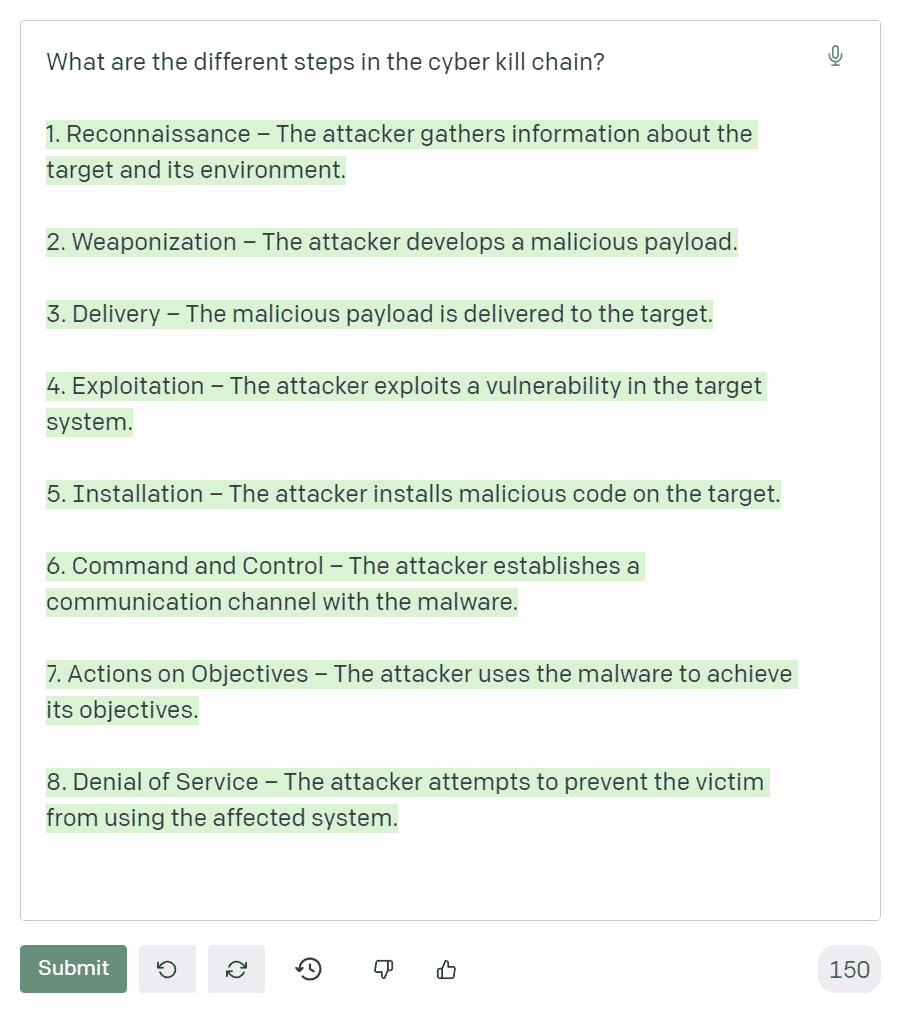 What are the different steps in the cyber kill chain?
1. Reconnaissance – The attacker gathers information about the
target and its environment.
2. Weaponization – The attacker develops a malicious payload.
3. Delivery – The malicious payload is delivered to the target.
4. Exploitation – The attacker exploits a vulnerability in the target
system.
5. Installation – The attacker installs malicious code on the target.
6. Command and Control – The attacker establishes a
communication channel with the malware.
7. Actions on Objectives – The attacker uses the malware to achieve
its objectives.
8. Denial of Service – The attacker attempts to prevent the victim
from using the affected system.
Submit
150